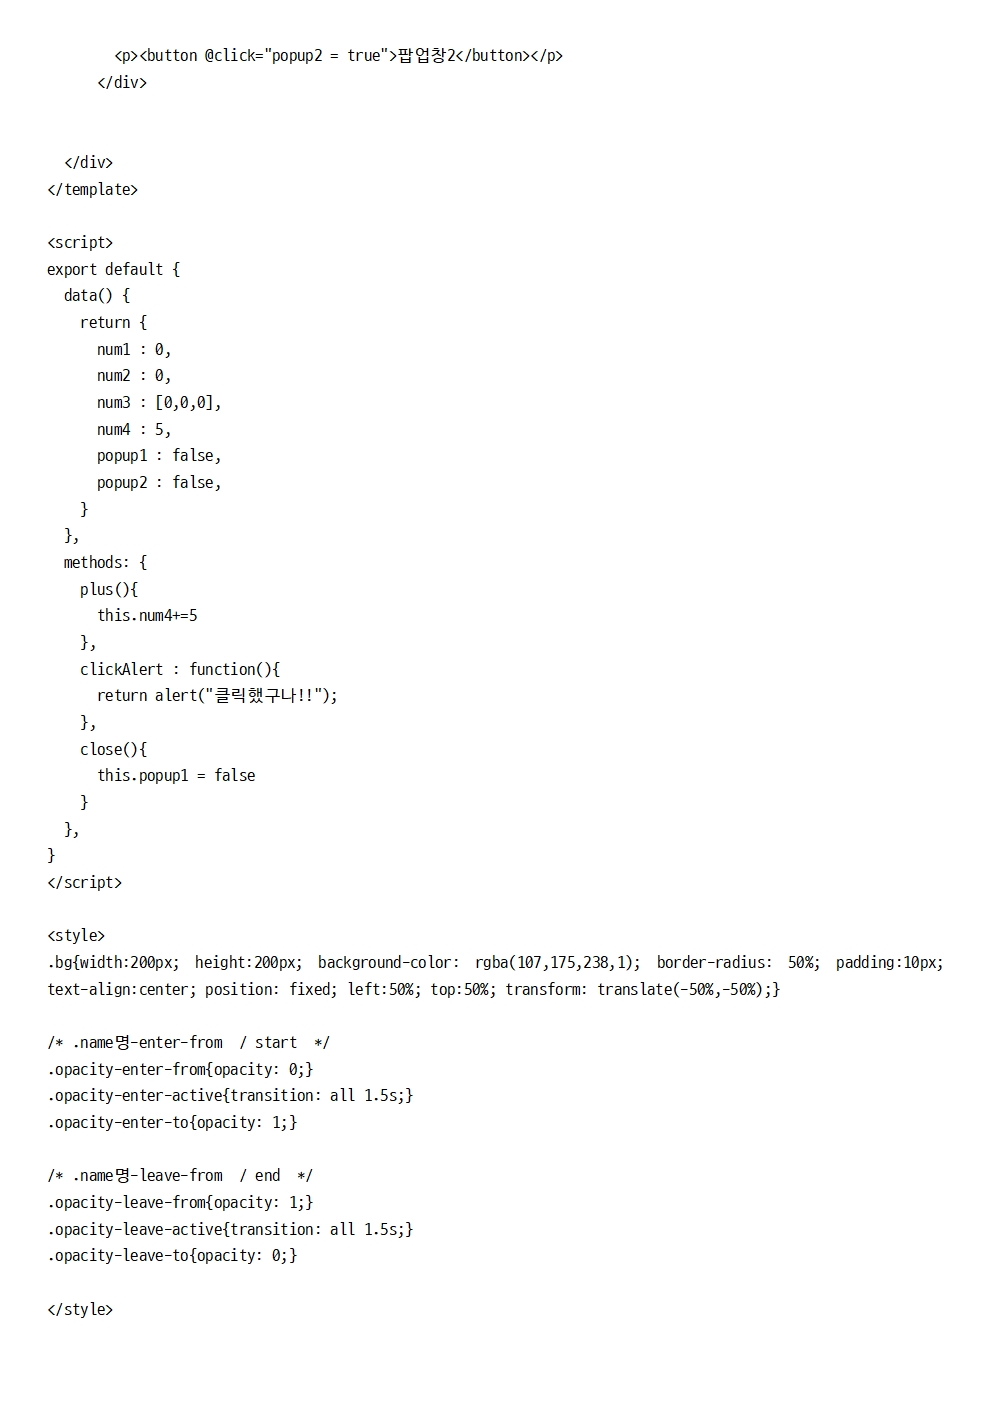 <p><button @click="popup2 = true">팝업창2</button></p>
</div>
</div>
</template>
<script>
export default {
data() {
return {
num1 : 0,
num2 : 0,
num3 : [0,0,0],
num4 : 5,
popup1 : false,
popup2 : false,
}
},
methods: {
plus(){
this.num4+=5
},
clickAlert : function(){
return alert("클릭했구나!!");
},
close(){
this.popup1 = false
}
},
}
</script>
<style>
.bg{width:200px; height:200px; background-color: rgba(107,175,238,1); border-radius: 50%; padding:10px;
text-align:center; position: fixed; left:50%; top:50%; transform: translate(-50%,-50%);}
/* .name명-enter-from / start */
.opacity-enter-from{opacity: 0;}
.opacity-enter-active{transition: all 1.5s;}
.opacity-enter-to{opacity: 1;}
/* .name명-leave-from / end */
.opacity-leave-from{opacity: 1;}
.opacity-leave-active{transition: all 1.5s;}
.opacity-leave-to{opacity: 0;}
</style>